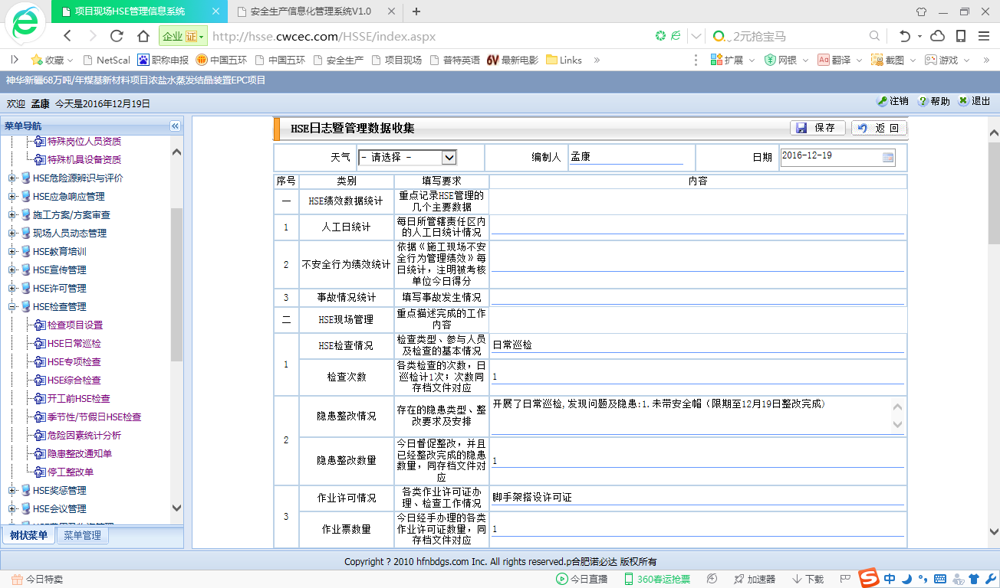 项目现场HSE管理信息系统
安全生产信息化管理系统V1.0
企业 证
http://hsse.cwcec.com/HSSE/index.aspx
2元抢宝马
收藏 NetScal 职称申报 中国五环 中国五环 安全生产 项目现场 普特英语 最新电影 Links » 扩展 网银 Aa 翻译 截图 游戏 »
神华新疆68万吨/年煤基新材料项目浓盐水蒸发结晶装置EPC项目
欢迎 孟康 今天是2016年12月19日
注销 帮助 退出
菜单导航
特殊岗位人员资质
特殊机具设备资质
HSE危险源辨识与评价
HSE应急响应管理
施工方案/方案审查
现场人员动态管理
HSE教育培训
HSE宣传管理
HSE许可管理
HSE检查管理
检查项目设置
HSE日常巡检
HSE专项检查
HSE综合检查
开工前HSE检查
季节性/节假日HSE检查
危险因素统计分析
隐患整改通知单
停工整改单
HSE奖惩管理
HSE会议管理
树状菜单 菜单管理
HSE日志暨管理数据收集
保存 返 回
天气 - 请选择 - 编制人 孟康 日期 2016-12-19
序号 类别 填写要求 内容
一 HSE绩效数据统计 重点记录HSE管理的
几个主要数据
1 人工日统计 每日所管辖责任区内
的人工日统计情况
2 不安全行为绩效统计 依据《施工现场不安
全行为管理绩效》每
日统计，注明被考核
单位今日得分
3 事故情况统计 填写事故发生情况
二 HSE现场管理 重点描述完成的工作
内容
1 HSE检查情况 检查类型、参与人员
及检查的基本情况 日常巡检
检查次数 各类检查的次数，日
巡检计1次；次数同
存档文件对应 1
2 隐患整改情况 存在的隐患类型、整
改要求及安排 开展了日常巡检,发现问题及隐患:1.未带安全帽（限期至12月19日整改完成)
隐患整改数量 今日督促整改，并且
已经整改完成的隐患
数量，同存档文件对
应 1
3 作业许可情况 各类作业许可证办
理、检查工作情况 脚手架搭设许可证
作业票数量 今日经手办理的各类
作业许可证数量，同
存档文件对应 1
Copyright ? 2010 hfnbdgs.com Inc. All rights reserved.p合肥诺必达 版权所有
今日特卖 今日直播 360春运抢票 加速器 下载 中